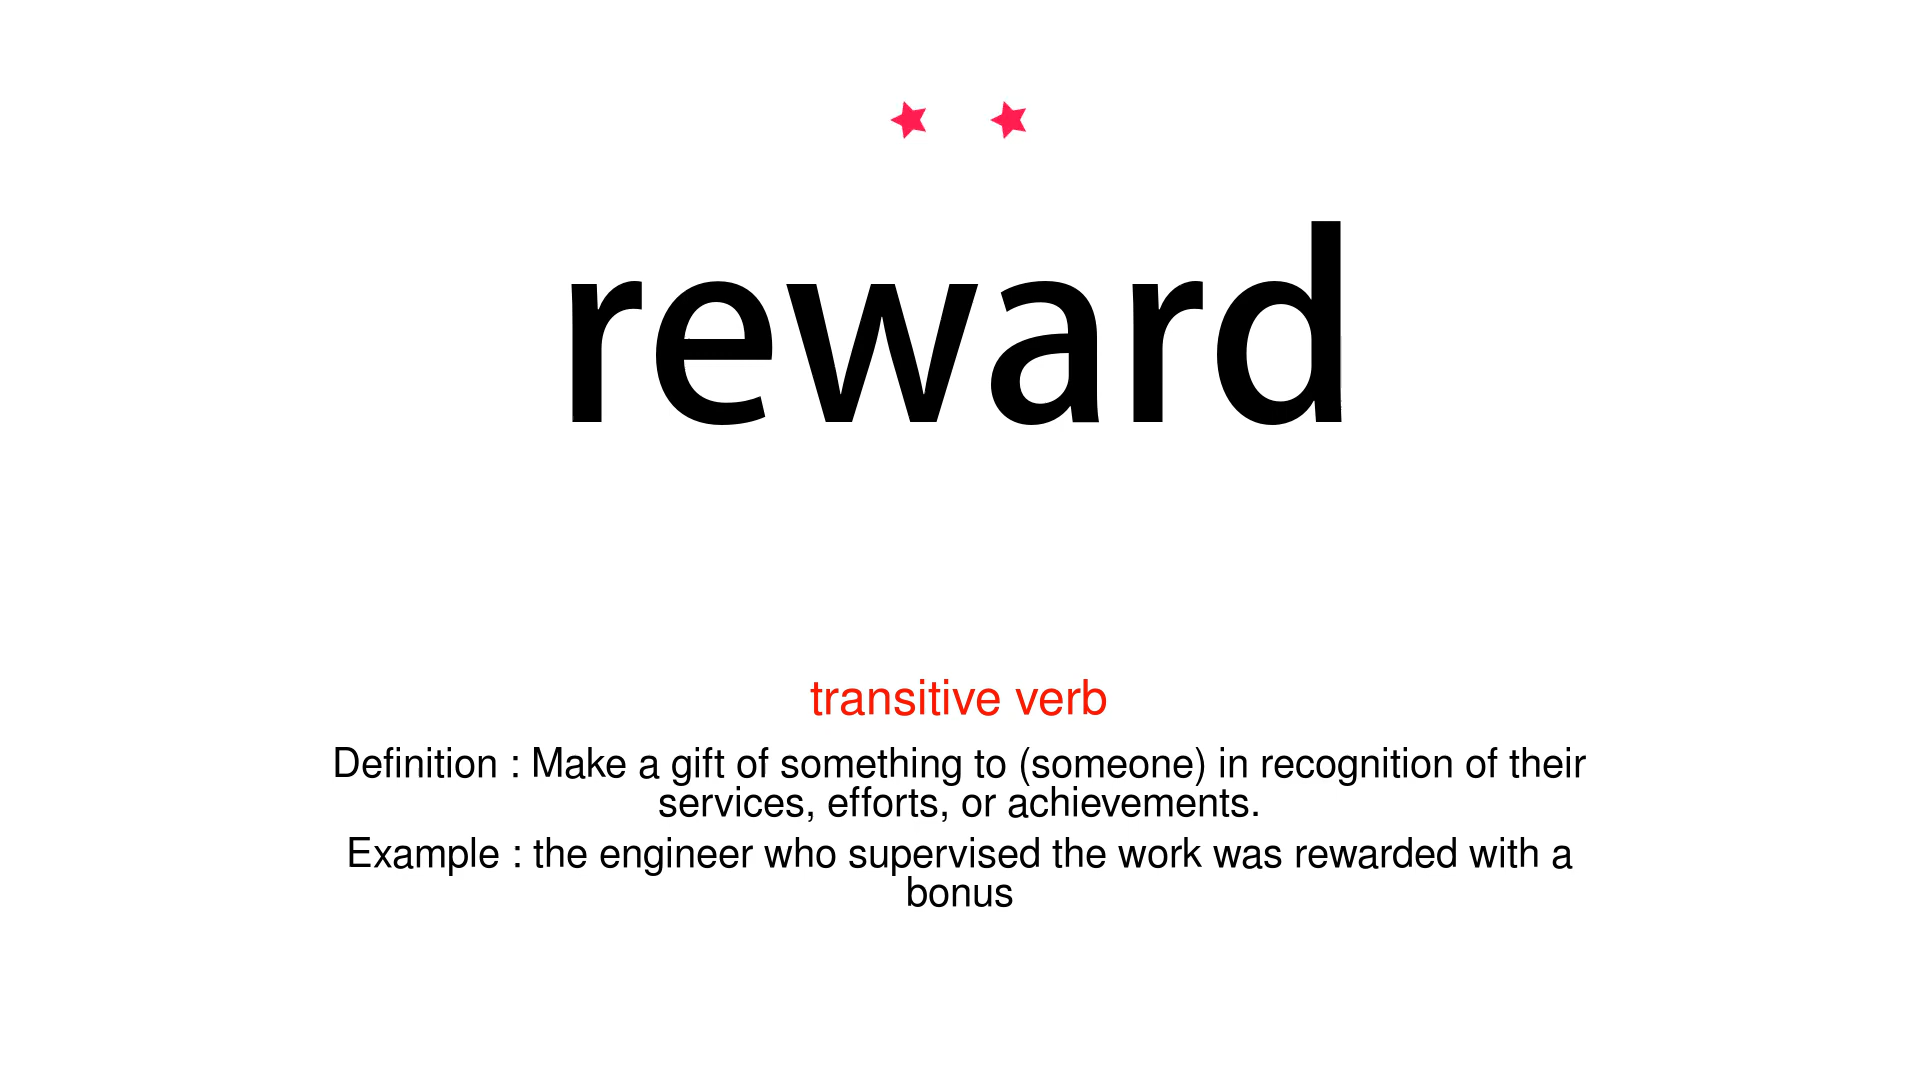 reward
transitive verb
Definition : Make a gift of something to (someone) in recognition of their
services, efforts, or achievements.
Example : the engineer who supervised the work was rewarded with a
bonus